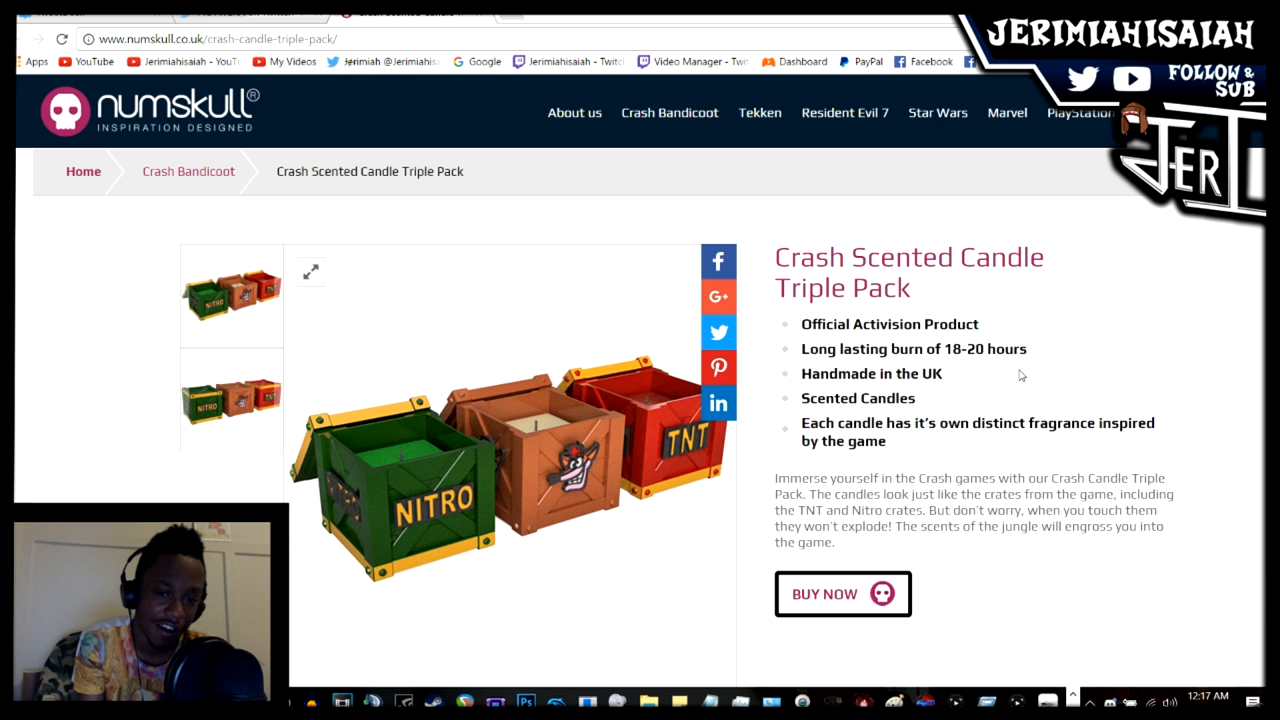 www.numskull.co.uk/crash-candle-triple-pack/
JERIMIAHISAIAH
FOLLOW &
SUB
Apps YouTube Jerimiahisaiah - YouT Jerimiah @Jerimiahis Google Jerimiahisaiah - Twitch Video Manager - Twit Dashboard PayPal Facebook
My Videos
JER
numskull®
INSPIRATION DESIGNED
About us Crash Bandicoot Tekken Resident Evil 7 Star Wars Marvel PlayStation
Home Crash Bandicoot Crash Scented Candle Triple Pack
Crash Scented Candle
Triple Pack
Official Activision Product
Long lasting burn of 18-20 hours
Handmade in the UK
Scented Candles
Each candle has it's own distinct fragrance inspired
by the game
Immerse yourself in the Crash games with our Crash Candle Triple
Pack. The candles look just like the crates from the game, including
the TNT and Nitro crates. But don't worry, when you touch them
they won't explode! The scents of the jungle will engross you into
the game.
BUY NOW
NITRO
TNT
12:17 AM